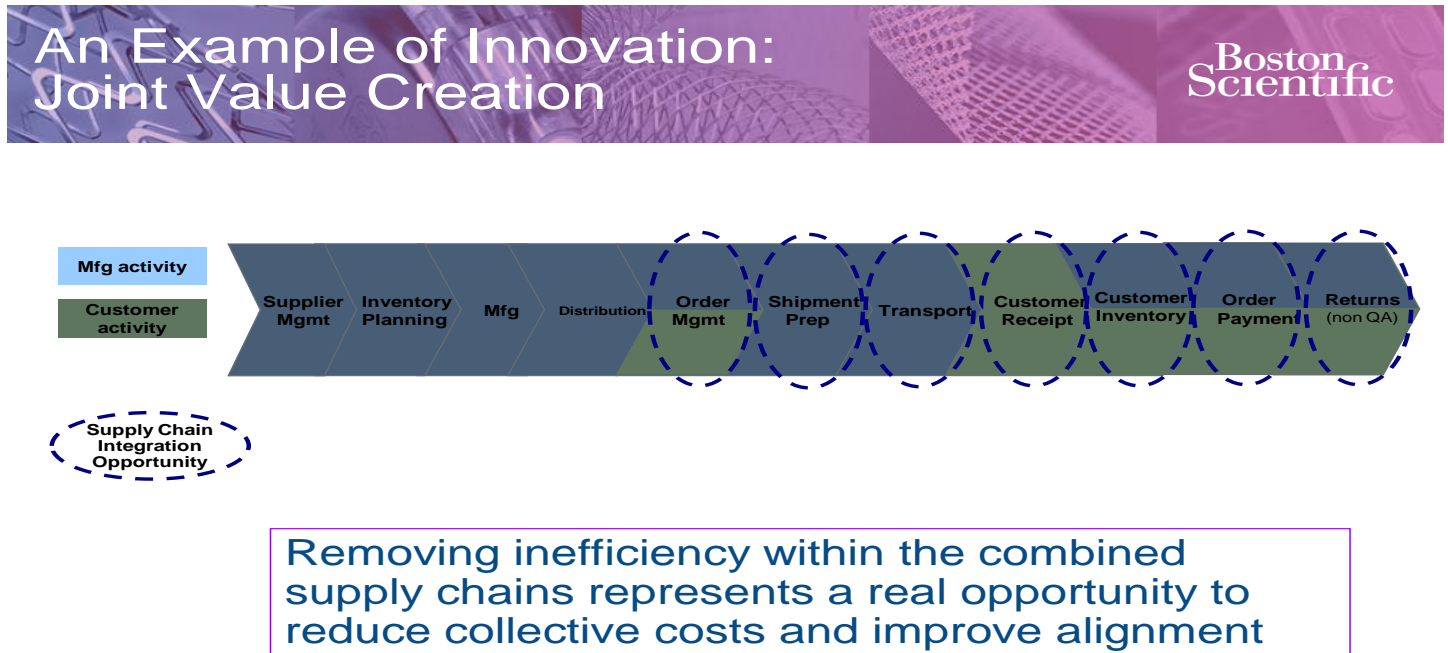 An Example of Innovation:
Joint Value Creation
Boston
Scientific
Mfg activity
Customer
activity
Supplier
Mgmt
Inventory
Planning
Mfg
Distribution
Order
Mgmt
Shipment
Prep
Transport
Customer
Receipt
Customer
Inventory
Order
Payment
Returns
(non QA)
Supply Chain
Integration
Opportunity
Removing inefficiency within the combined
supply chains represents a real opportunity to
reduce collective costs and improve alignment